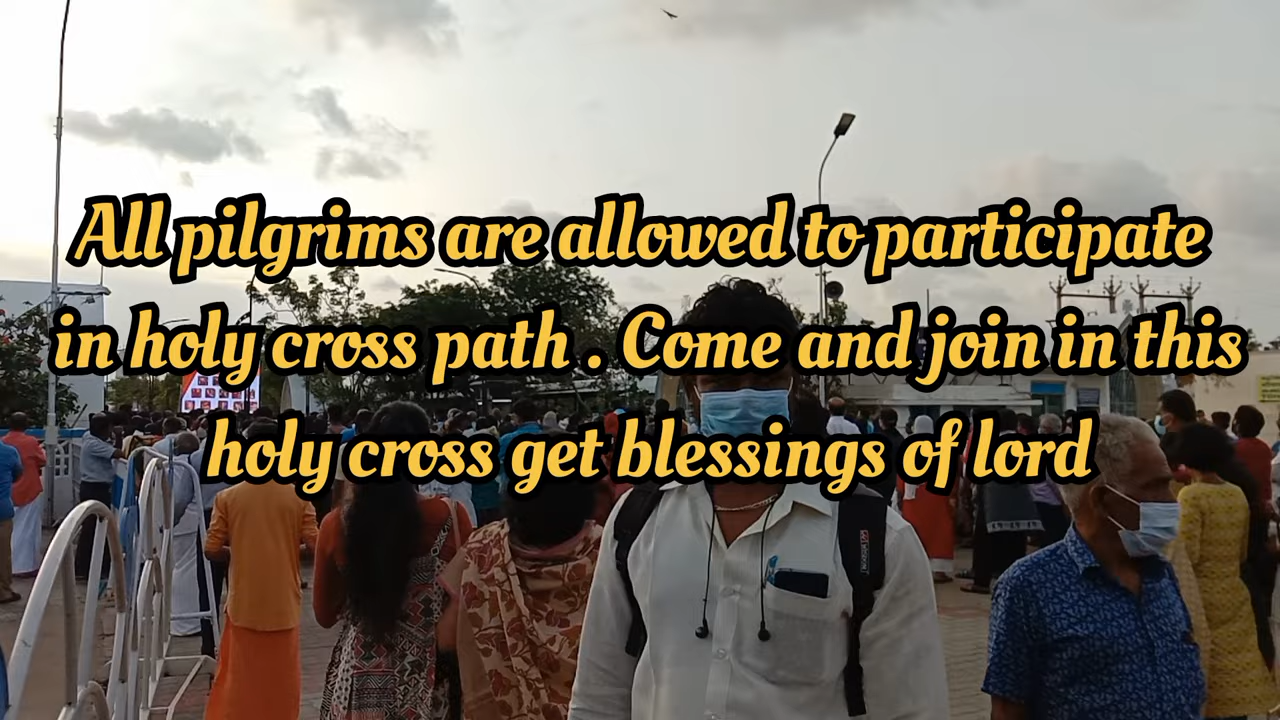 All pilgrims are allowed to participate
in holy cross path . Come and join in this
holy cross get blessings of lord